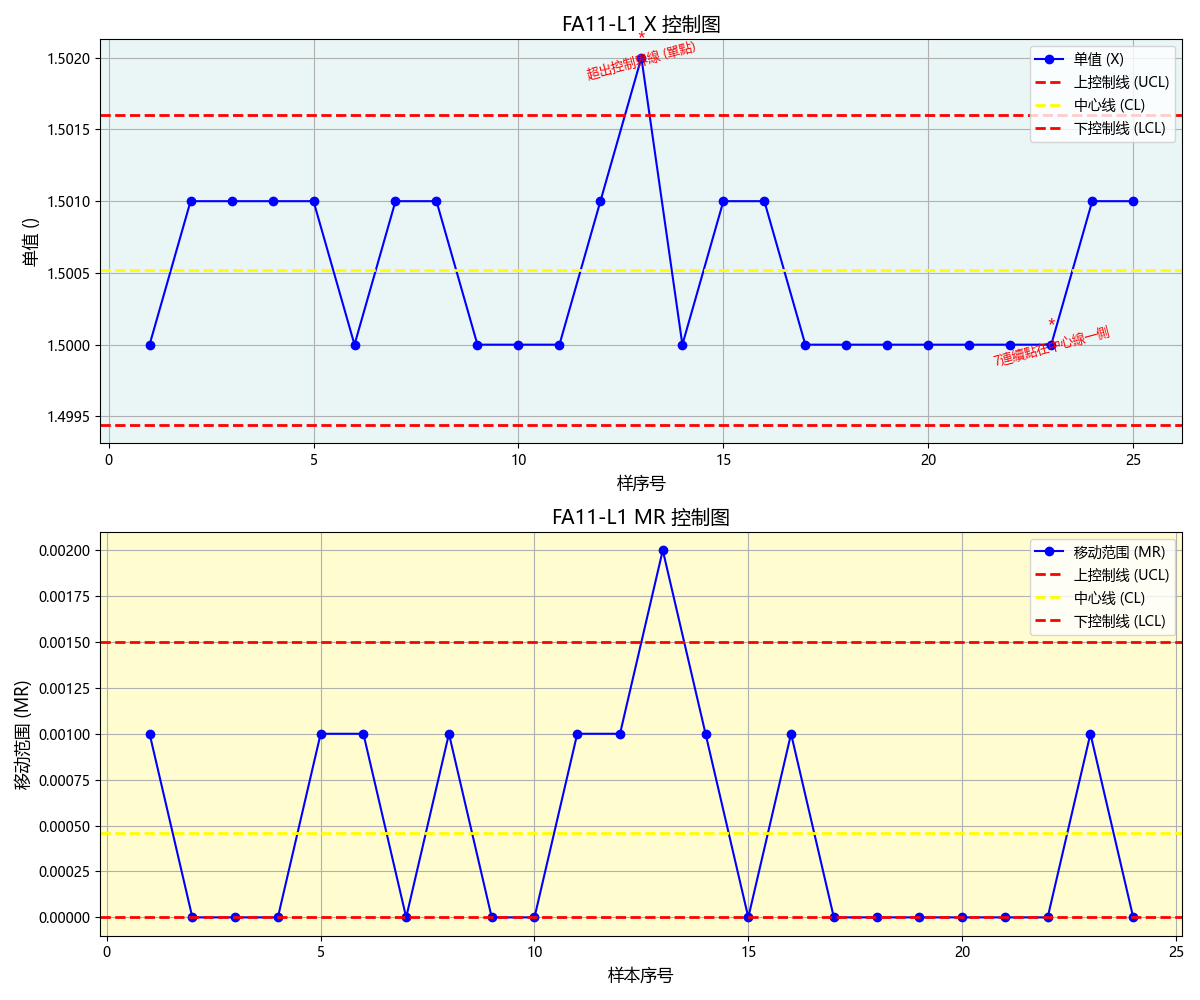 FA11-L1 X 控制图
*
超出控制界線 (單點)
单值 (X)
上控制线 (UCL)
中心线 (CL)
下控制线 (LCL)
单值 ()
1.5020
1.5015
1.5010
1.5005
1.5000
1.4995
*
7連續點在中心線一側
0 5 10 15 20 25
样序号
FA11-L1 MR 控制图
移动范围 (MR)
上控制线 (UCL)
中心线 (CL)
下控制线 (LCL)
移动范围 (MR)
0.00200
0.00175
0.00150
0.00125
0.00100
0.00075
0.00050
0.00025
0.00000
0 5 10 15 20 25
样本序号